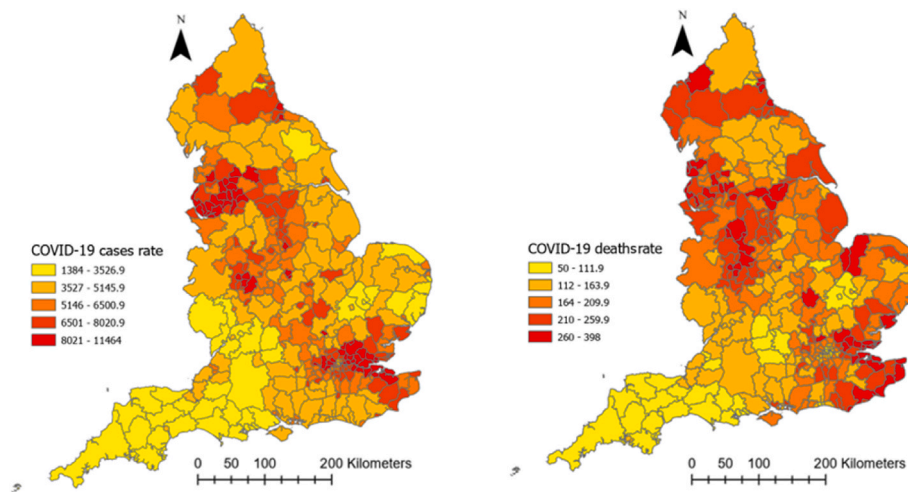 N
COVID-19 cases rate
1384 - 3526.9
3527 - 5145.9
5146 - 6500.9
6501 - 8020.9
8021 - 11464
0 50 100 200 Kilometers
N
COVID-19 deathsrate
50 - 111.9
112 - 163.9
164 - 209.9
210 - 259.9
260 - 398
0 50 100 200 Kilometers